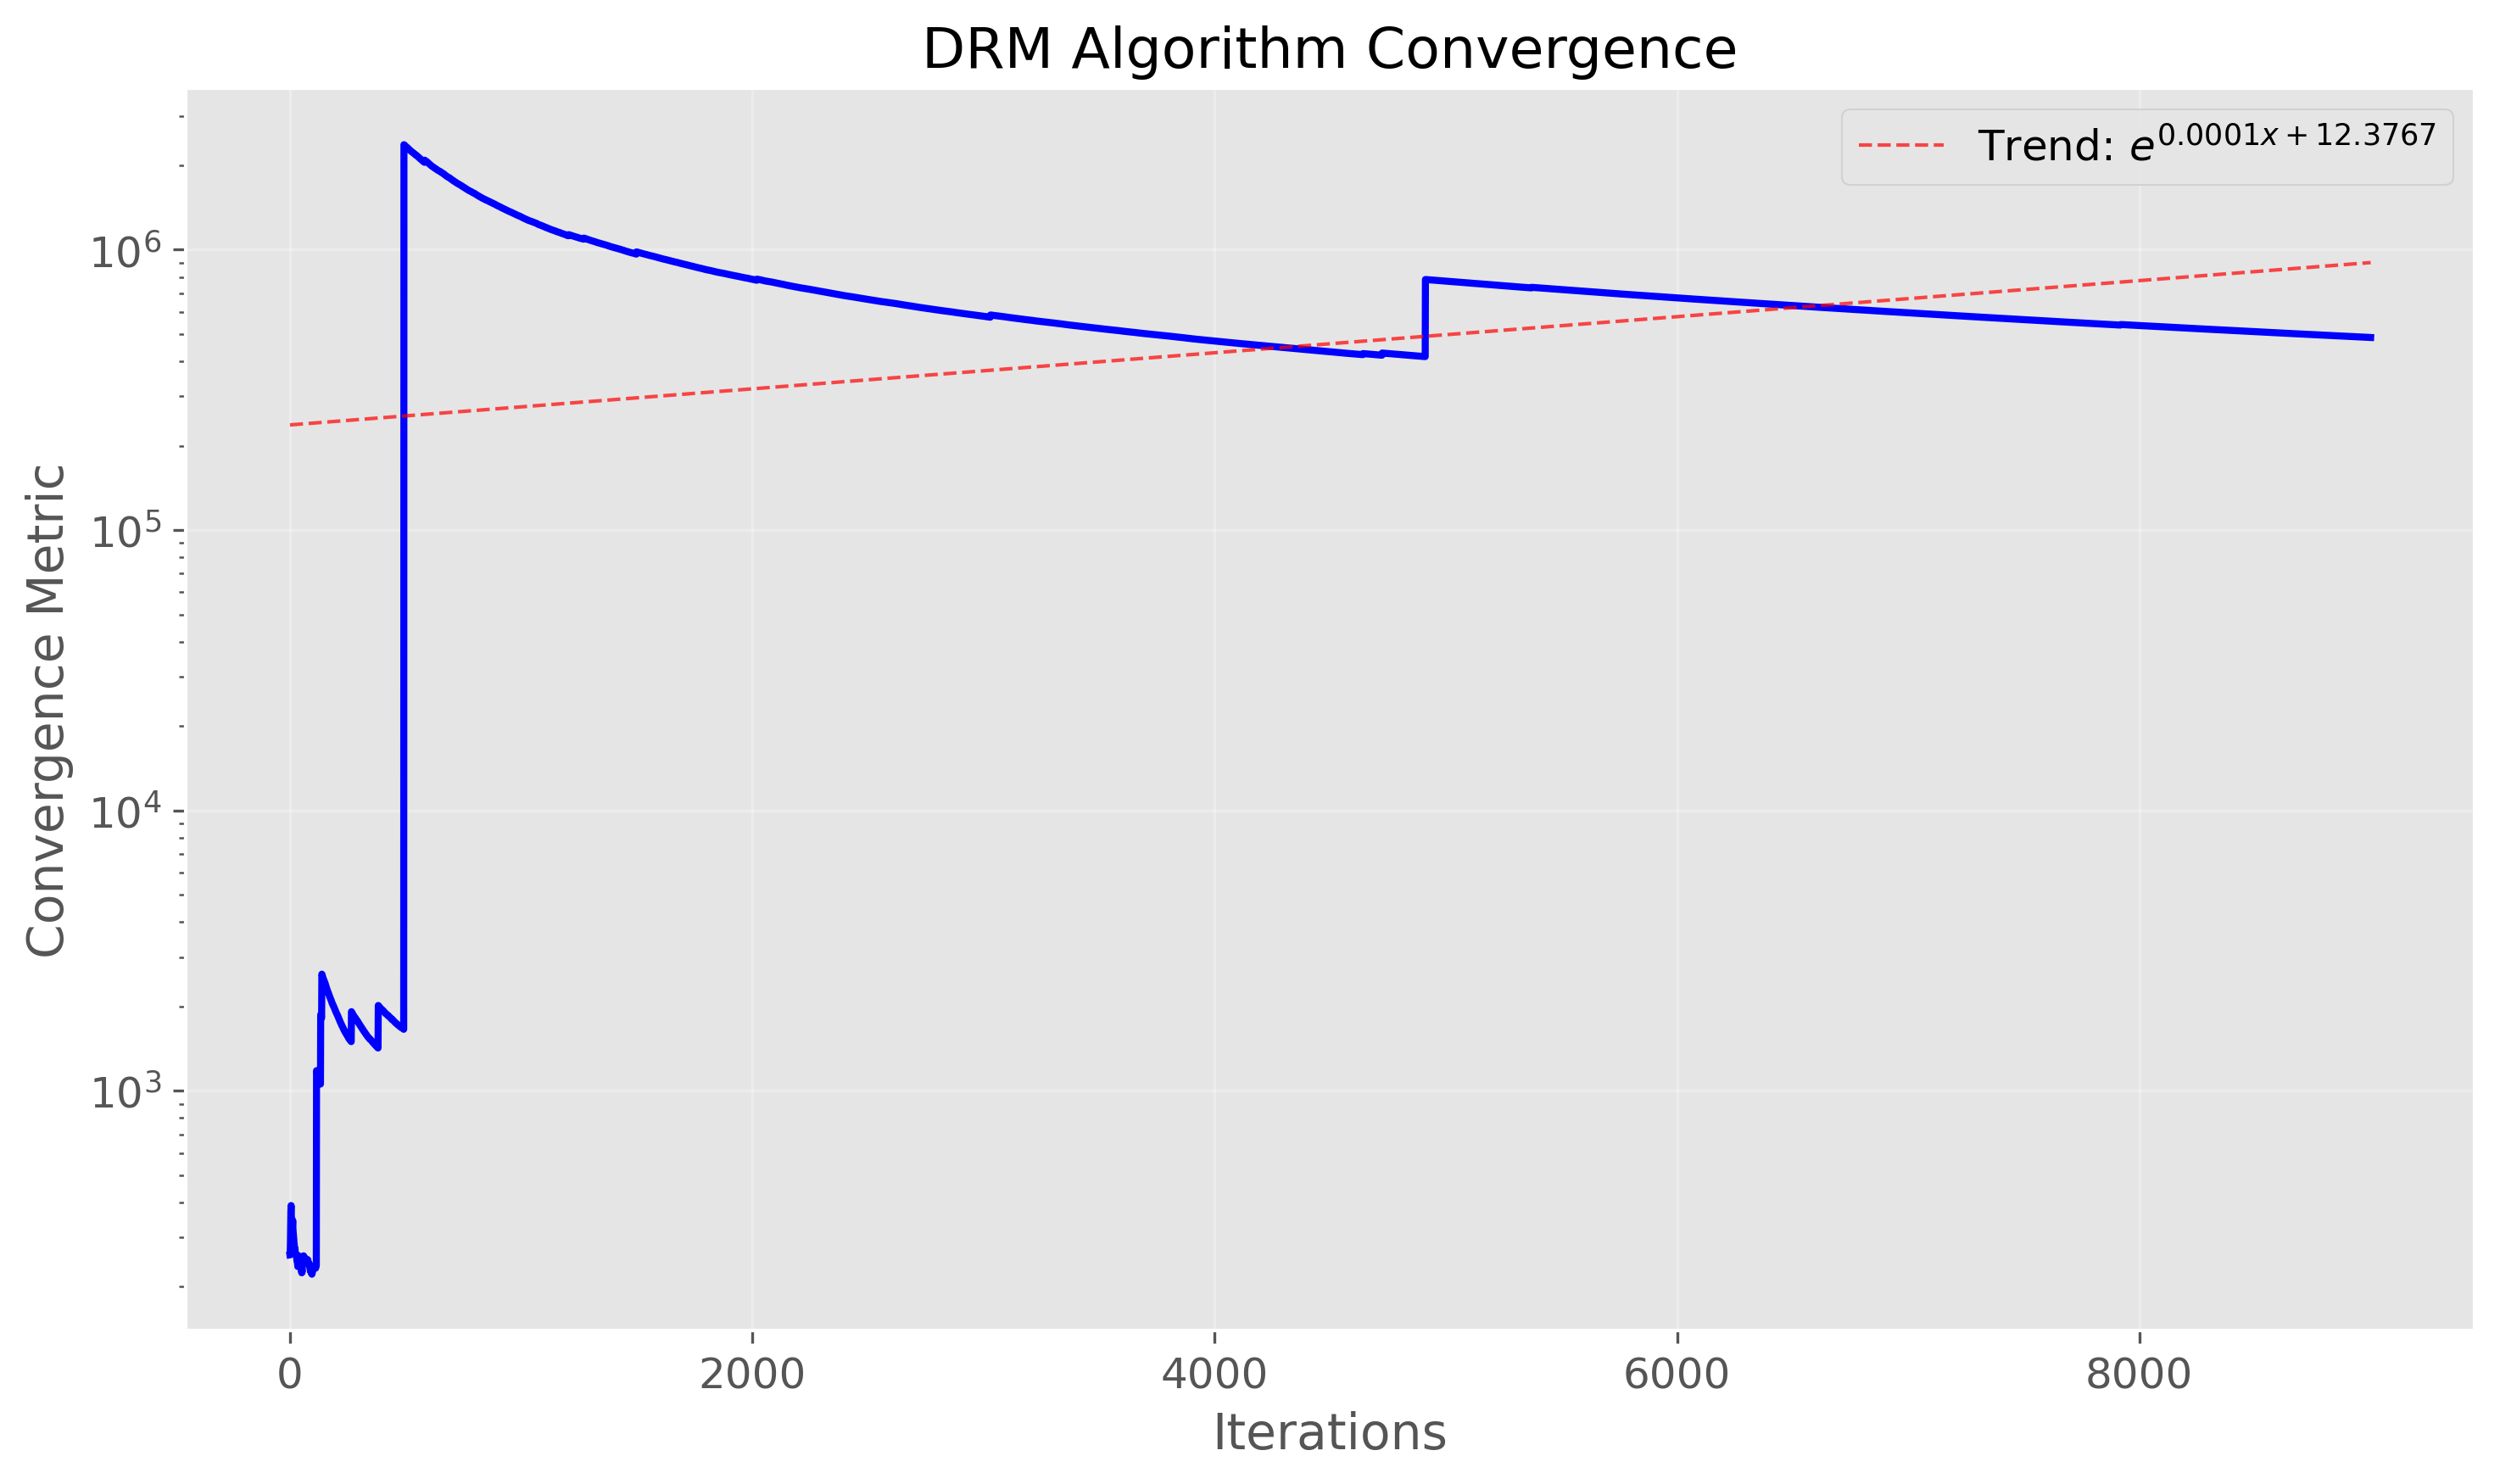 DRM Algorithm Convergence
Trend: e^0.0001x + 12.3767
Convergence Metric
10^6
10^5
10^4
10^3
0 2000 4000 6000 8000
Iterations